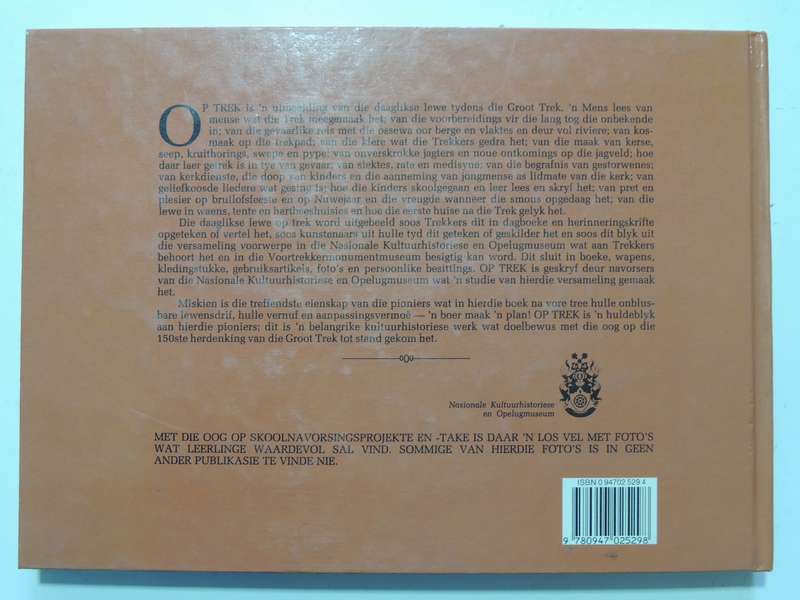 OP TREK is 'n uitbeelding van die daaglikse lewe tydens die Groot Trek. 'n Mens lees van
mense wat die Trek meegemaak het; van die voorbereidings vir die lang tog die onbekende
in; van die gevaarlike reis met die ossewa oor berge en vlaktes en deur vol riviere; van kos-
maak op die trekpad; van die klere wat die Trekkers gedra het; van die maak van kerse,
seep, kruithorings, swepe en pype; van onverskrokke jagters en noue ontkomings op die jagveld; hoe
daar laer getrek is in tye van gevaar; van siektes, rate en medisyne; van die begrafnis van gestorwenes;
van kerkdienste, die doop van kinders en die aanneming van jongmense as lidmate van die kerk; van
geliefkoosde liedere wat gesing is; hoe die kinders skoolgegaan en leer lees en skryf het; van pret en
plesier op bruilofsfeeste en op Nuwejaar en die vreugde wanneer die smous opgedaag het; van die
lewe in waens, tente en hartbeeshuisies en hoe die eerste huise na die Trek gelyk het.
Die daaglikse lewe op trek word uitgebeeld soos Trekkers dit in dagboeke en herinneringskrifte
opgeteken of vertel het, soos kunstenaars uit hulle tyd dit geteken of geskilder het en soos dit blyk uit
die versameling voorwerpe in die Nasionale Kultuurhistoriese en Opelugmuseum wat aan Trekkers
behoort het en in die Voortrekkermonumentmuseum besigtig kan word. Dit sluit in boeke, wapens,
kledingstukke, gebruiksartikels, foto's en persoonlike besittings. OP TREK is geskryf deur navorsers
van die Nasionale Kultuurhistoriese en Opelugmuseum wat 'n studie van hierdie versameling gemaak
het.
Miskien is die treffendste eienskap van die pioniers wat in hierdie boek na vore tree hulle onblus-
bare lewensdrif, hulle vernuf en aanpassingsvermoë — 'n boer maak 'n plan! OP TREK is 'n huldeblyk
aan hierdie pioniers; dit is 'n belangrike kultuurhistoriese werk wat doelbewus met die oog op die
150ste herdenking van die Groot Trek tot stand gekom het.
Nasionale Kultuurhistoriese
en Opelugmuseum
MET DIE OOG OP SKOOLNAVORSINGSPROJEKTE EN -TAKE IS DAAR 'N LOS VEL MET FOTO'S
WAT LEERLINGE WAARDEVOL SAL VIND. SOMMIGE VAN HIERDIE FOTO'S IS IN GEEN
ANDER PUBLIKASIE TE VINDE NIE.
ISBN 0 94702 529 4
9 780947 025298